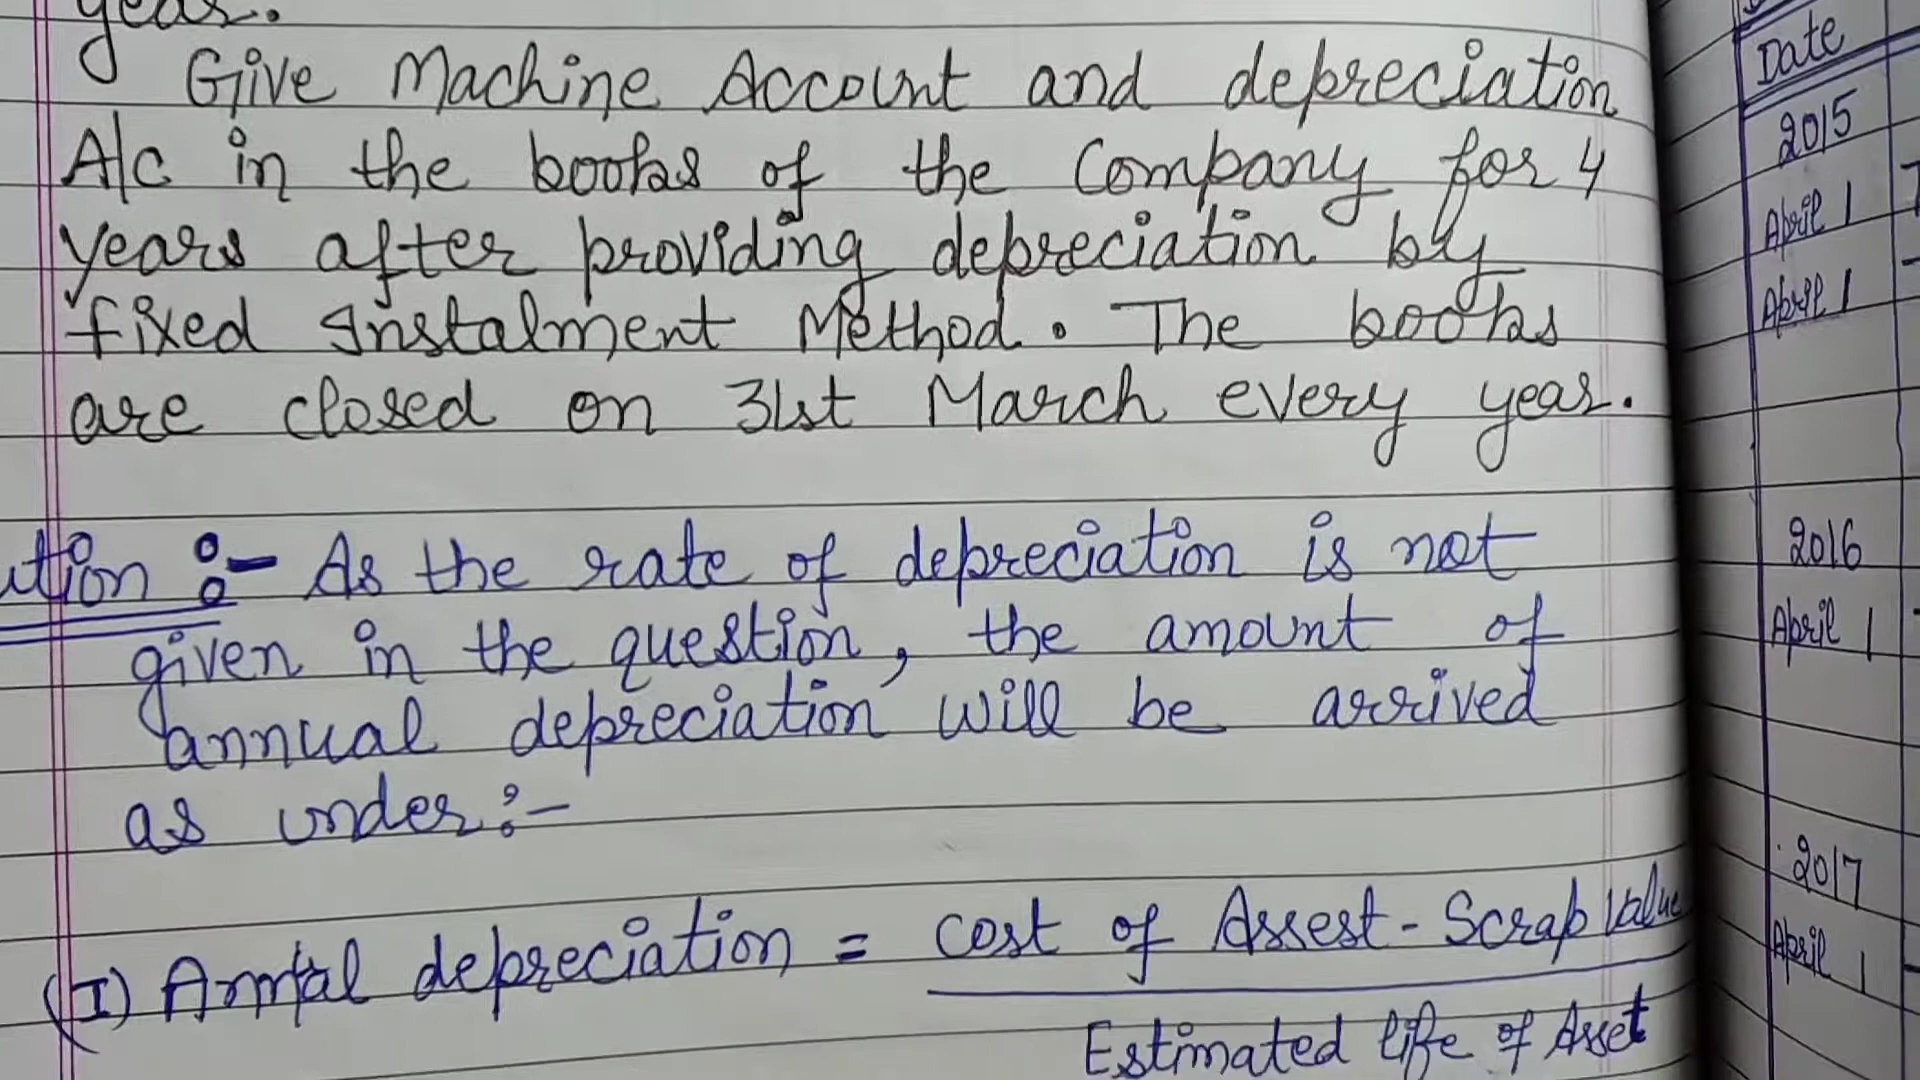 year.
Give Machine Account and depreciation
A/c in the books of the Company for 4
years after providing depreciation by
fixed Instalment Method. The books
are closed on 31st March every year.
ution :- As the rate of depreciation is not
given in the question, the amount of
annual depreciation will be arrived
as under :-
(I) Annual depreciation = cost of Assest - Scrap Value
Estimated life of Asset
Date
2015
April 1
April 1
2016
April 1
2017
April 1